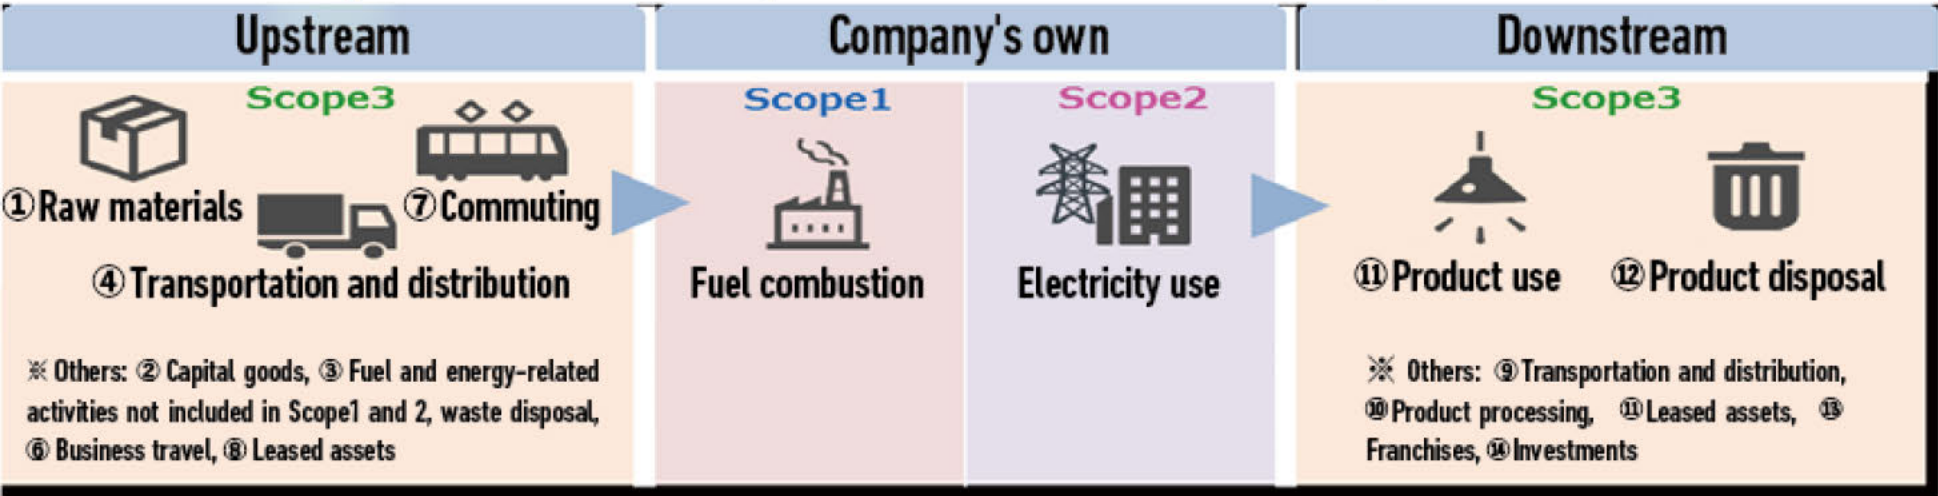 Upstream
Company's own
Downstream
Scope3
①Raw materials
⑦Commuting
④Transportation and distribution
※ Others: ② Capital goods, ③ Fuel and energy-related
activities not included in Scope1 and 2, waste disposal,
⑥ Business travel, ⑧ Leased assets
Scope1
Fuel combustion
Scope2
Electricity use
Scope3
⑪Product use
⑫Product disposal
※ Others: ⑨Transportation and distribution,
⑩Product processing, ⑪Leased assets, ⑬
Franchises, ⑭Investments